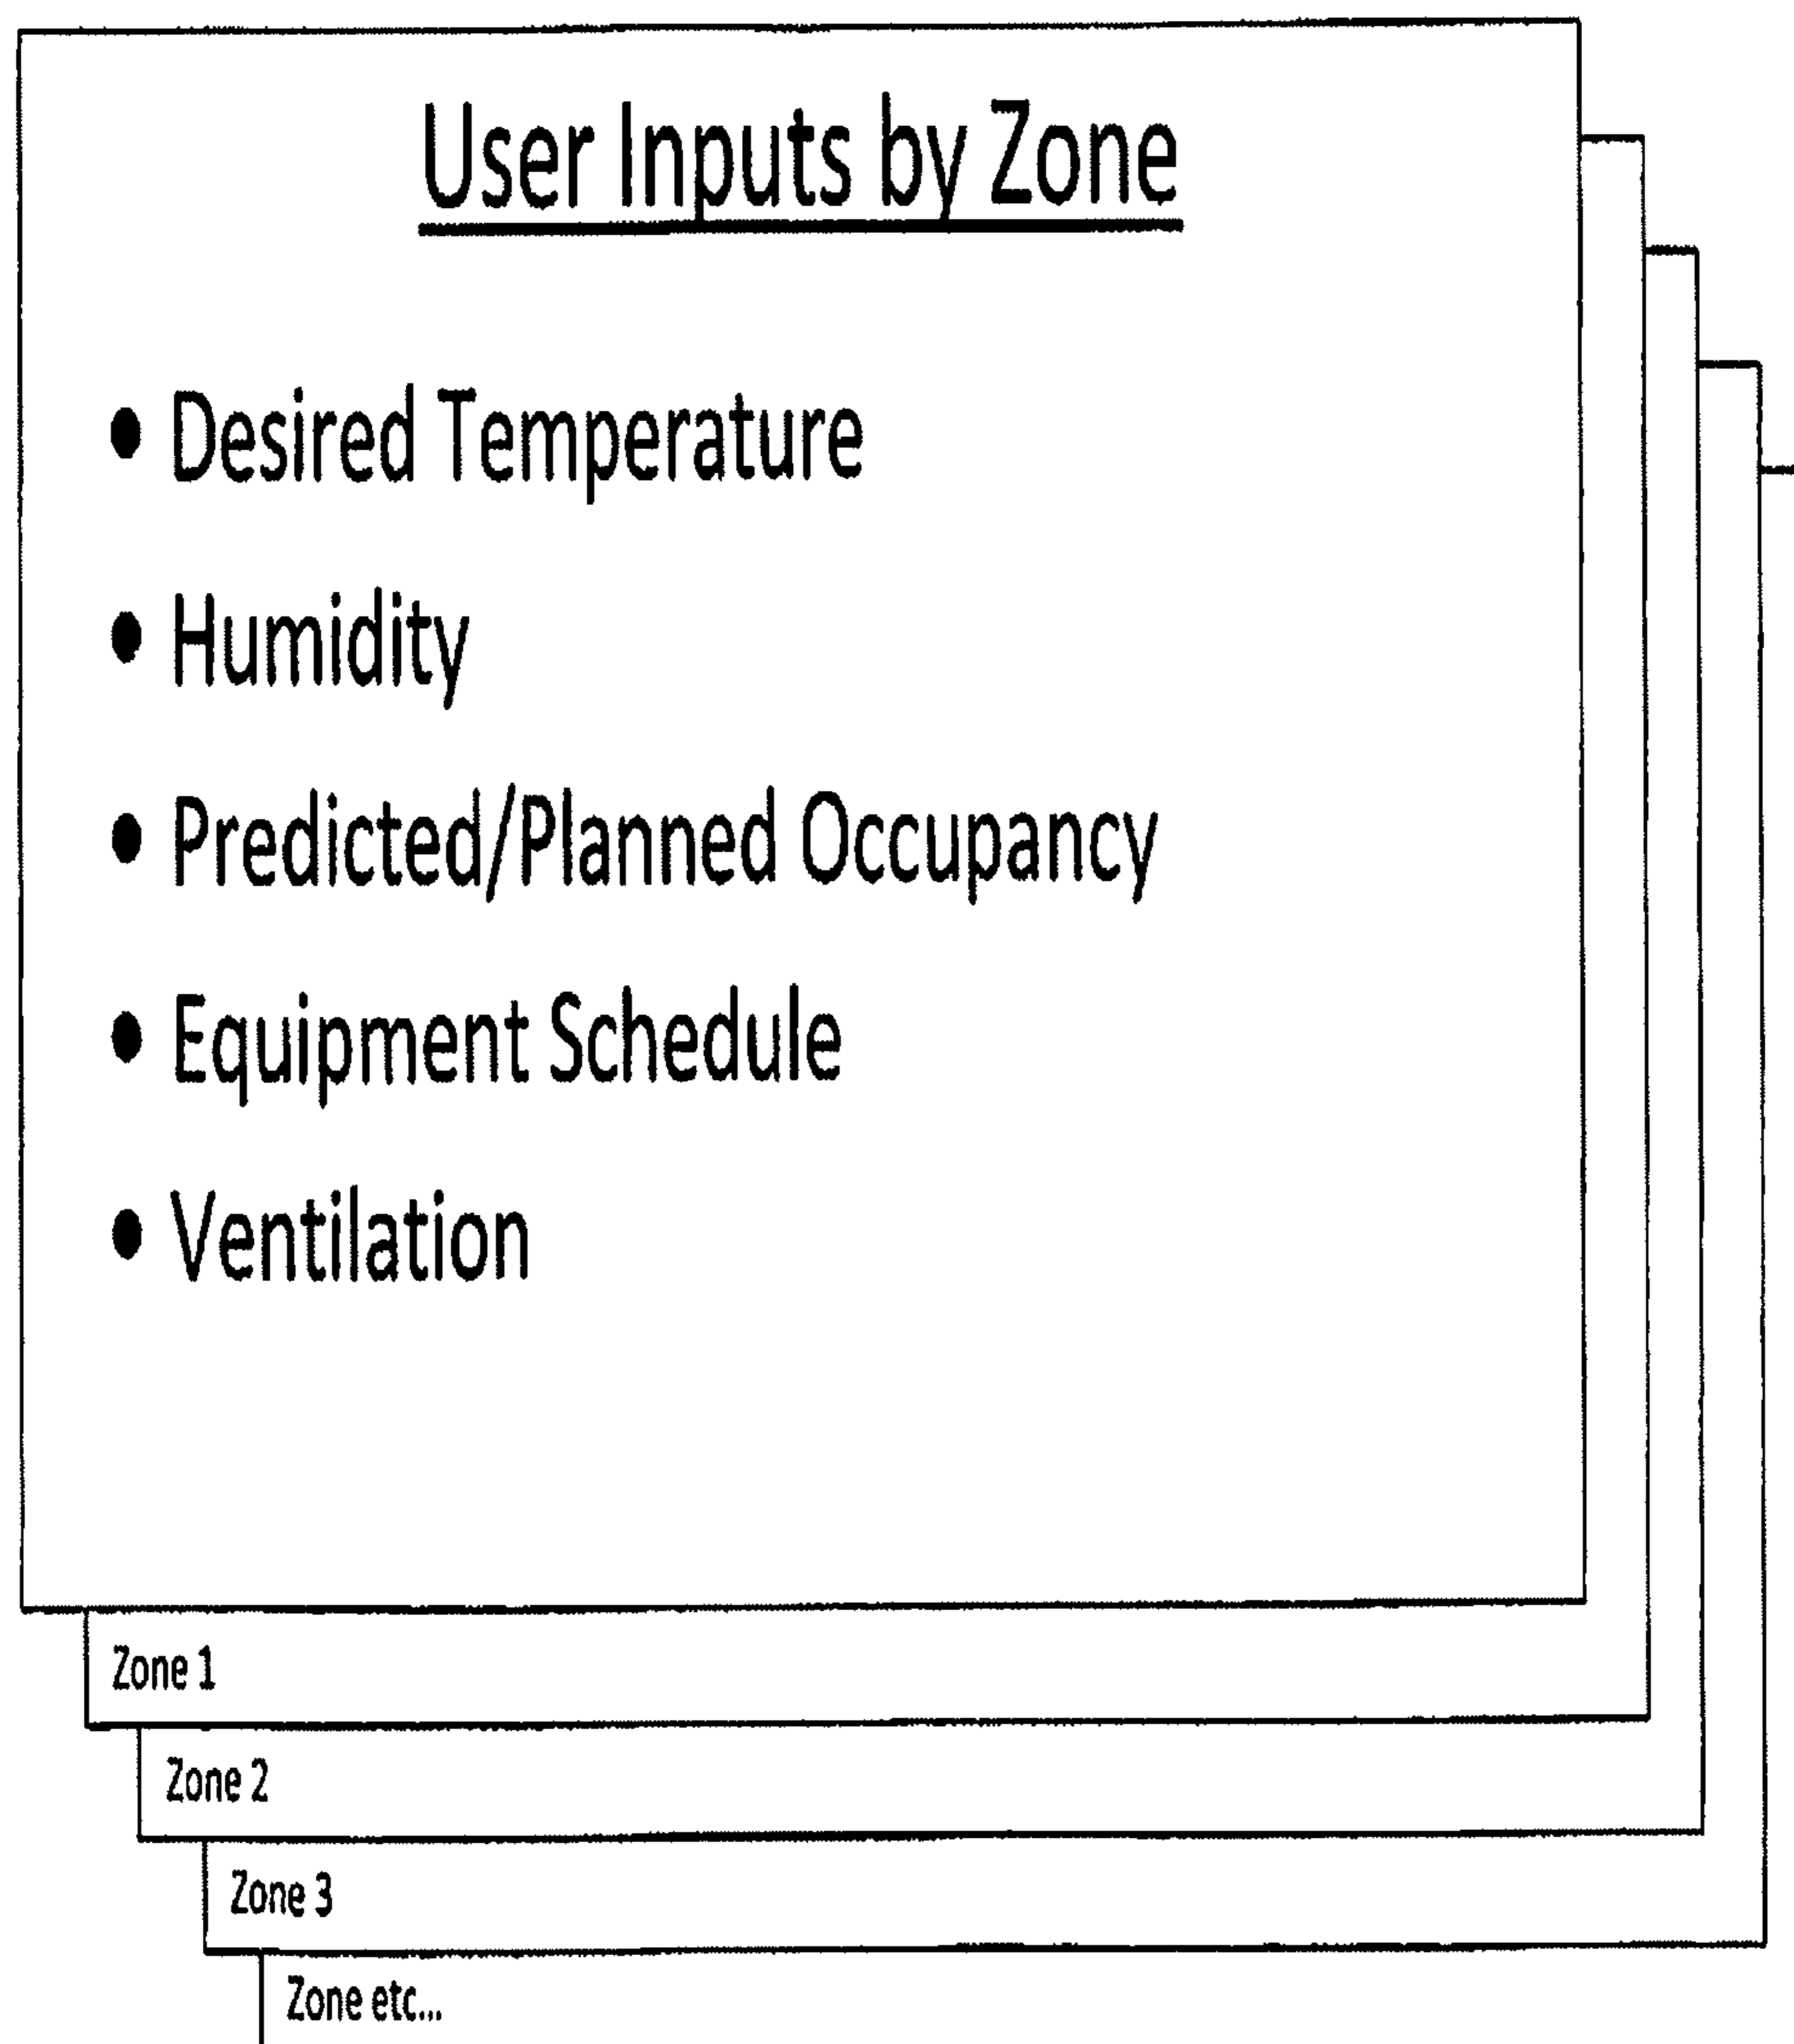 User Inputs by Zone
• Desired Temperature
• Humidity
• Predicted/Planned Occupancy
• Equipment Schedule
• Ventilation
Zone 1
Zone 2
Zone 3
Zone etc...